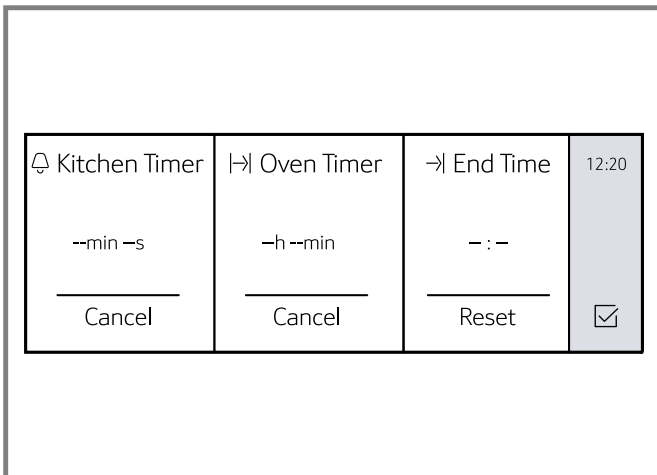 Kitchen Timer
--min –s
Cancel
Oven Timer
–h --min
Cancel
End Time
– : –
Reset
12:20